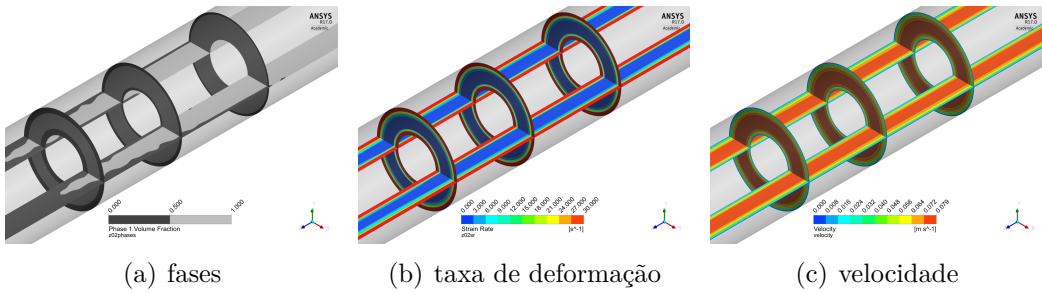 ANSYS
R17.0
Academic
0.000
0.500
1.000
Phase 1.Volume Fraction
z02phases
ANSYS
R17.0
Academic
0.000
3.000
6.000
9.000
12.000
15.000
18.000
21.000
24.000
27.000
30.000
Strain Rate
[s^-1]
z02sr
ANSYS
R17.0
Academic
0.000
0.008
0.016
0.024
0.032
0.040
0.048
0.056
0.064
0.072
0.079
Velocity
[m s^-1]
velocity
(a) fases
(b) taxa de deformação
(c) velocidade